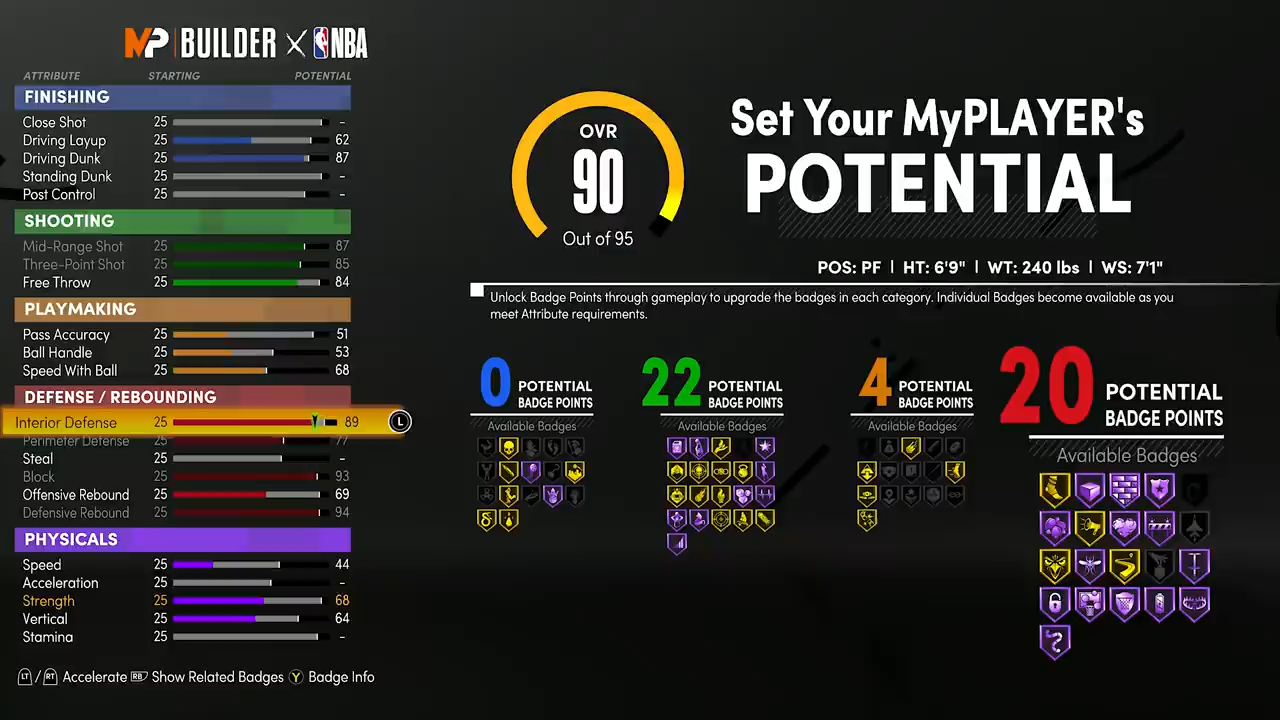 MP | BUILDER X NBA
ATTRIBUTE STARTING POTENTIAL
FINISHING
Close Shot 25 -
Driving Layup 25 62
Driving Dunk 25 87
Standing Dunk 25 -
Post Control 25 -
SHOOTING
Mid-Range Shot 25 87
Three-Point Shot 25 85
Free Throw 25 84
PLAYMAKING
Pass Accuracy 25 51
Ball Handle 25 53
Speed With Ball 25 68
DEFENSE / REBOUNDING
Interior Defense 25 89 L
Perimeter Defense 25 77
Steal 25 -
Block 25 93
Offensive Rebound 25 69
Defensive Rebound 25 94
PHYSICALS
Speed 25 44
Acceleration 25 -
Strength 25 68
Vertical 25 64
Stamina 25 -
LT / RT Accelerate RB Show Related Badges Y Badge Info
OVR
90
Out of 95
Set Your MyPLAYER's
POTENTIAL
POS: PF | HT: 6'9" | WT: 240 lbs | WS: 7'1"
Unlock Badge Points through gameplay to upgrade the badges in each category. Individual Badges become available as you
meet Attribute requirements.
0 POTENTIAL BADGE POINTS
Available Badges
22 POTENTIAL BADGE POINTS
Available Badges
4 POTENTIAL BADGE POINTS
Available Badges
20 POTENTIAL BADGE POINTS
Available Badges